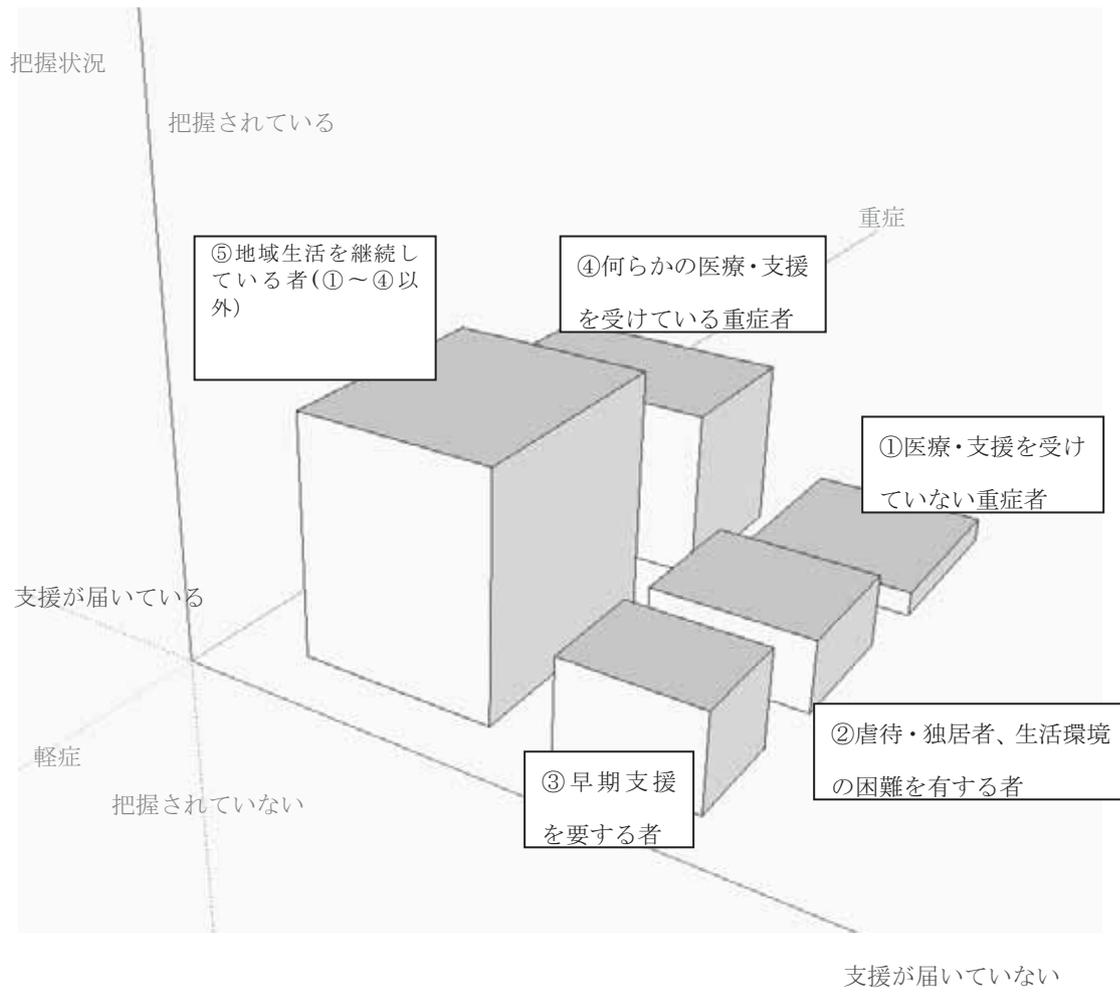 把握状況
把握されている
重症
⑤地域生活を継続し
ている者(①～④以
外)
④何らかの医療・支援
を受けている重症者
①医療・支援を受け
ていない重症者
支援が届いている
軽症
把握されていない
②虐待・独居者、生活環境
の困難を有する者
③早期支援
を要する者
支援が届いていない